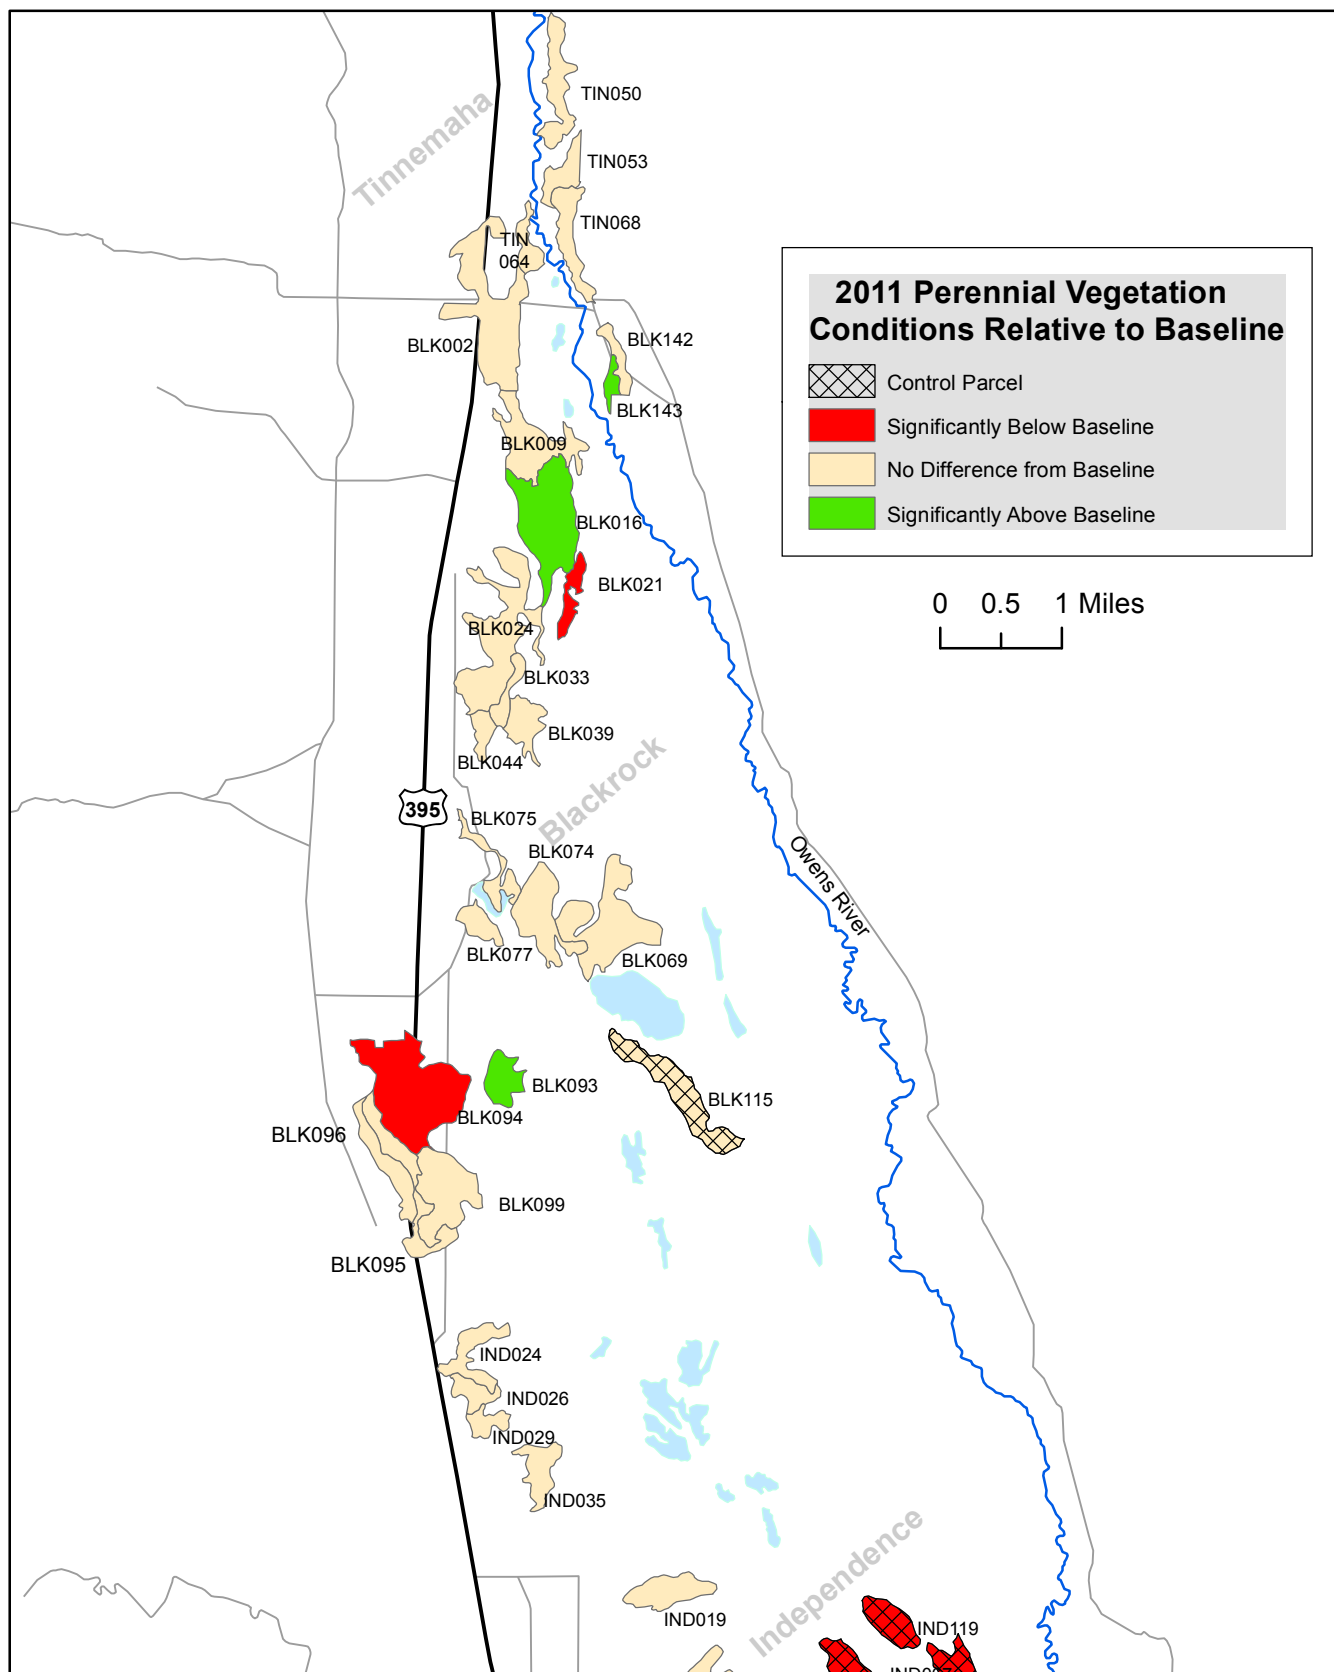 TIN050
Tinnemaha
TIN053
TIN068
TIN
064
2011 Perennial Vegetation
Conditions Relative to Baseline
Control Parcel
Significantly Below Baseline
No Difference from Baseline
Significantly Above Baseline
BLK142
BLK002
BLK143
BLK009
BLK016
BLK021
0 0.5 1 Miles
BLK024
BLK033
BLK039
BLK044
Blackrock
395
BLK075
BLK074
Owens River
BLK077
BLK069
BLK093
BLK115
BLK094
BLK096
BLK099
BLK095
IND024
IND026
IND029
IND035
Independence
IND019
IND119